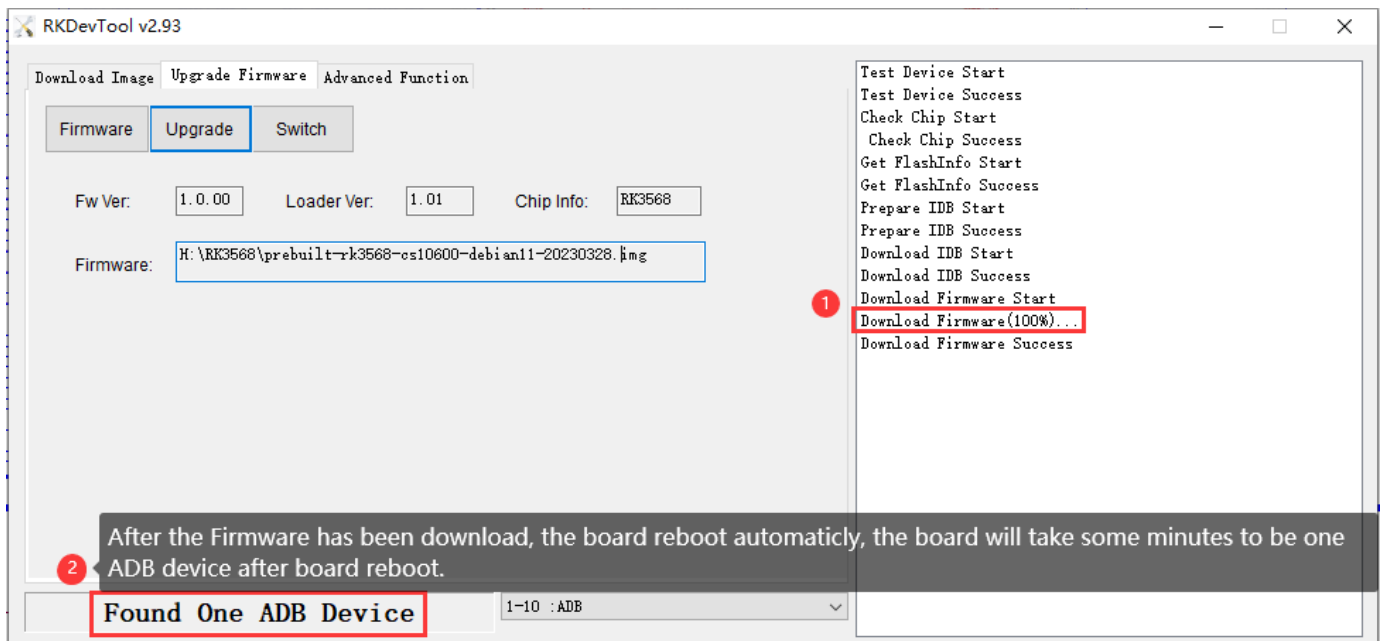 RKDevTool v2.93
Download Image Upgrade Firmware Advanced Function
Firmware Upgrade Switch
Fw Ver: 1.0.00 Loader Ver: 1.01 Chip Info: RK3568
Firmware: H:\RK3568\prebuilt-rk3568-cs10600-debian11-20230328.img
Test Device Start
Test Device Success
Check Chip Start
Check Chip Success
Get FlashInfo Start
Get FlashInfo Success
Prepare IDB Start
Prepare IDB Success
Download IDB Start
Download IDB Success
Download Firmware Start
1
Download Firmware(100%)...
Download Firmware Success
After the Firmware has been download, the board reboot automaticly, the board will take some minutes to be one
2 ADB device after board reboot.
Found One ADB Device
1-10 :ADB